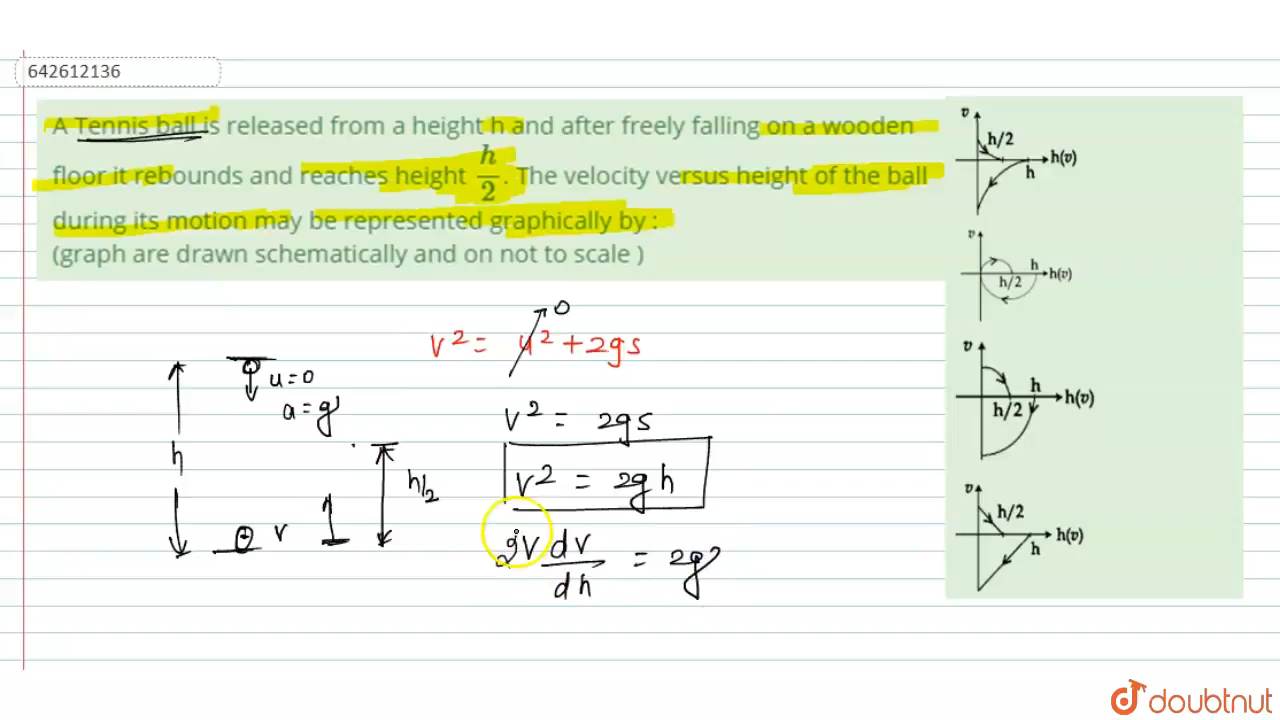 642612136
A Tennis ball is released from a height h and after freely falling on a wooden
floor it rebounds and reaches height h/2. The velocity versus height of the ball
during its motion may be represented graphically by :
(graph are drawn schematically and on not to scale )
v
h/2
h(v)
h
v
h
h/2
h(v)
v
h
h/2
h(v)
v
h/2
h(v)
h
u=0
a=g
h
v
h/2
v² = u² + 2gs
0
v² = 2gs
v² = 2gh
2v dv/dh = 2g
doubtnut